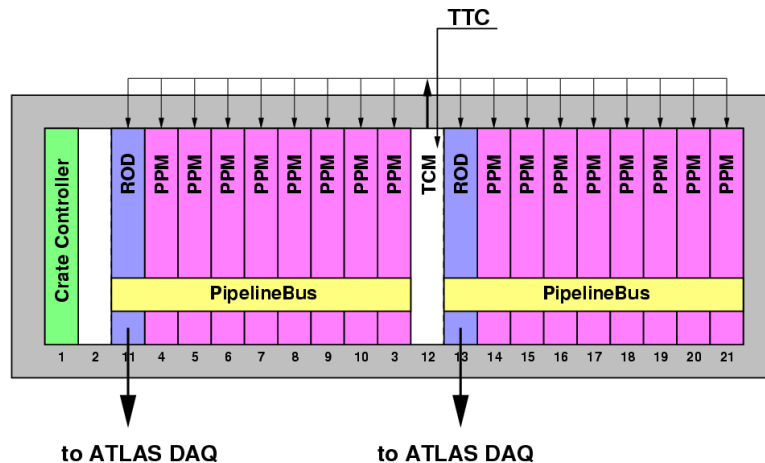 TTC
Crate Controller
ROD
PPM
PPM
PPM
PPM
PPM
PPM
PPM
PPM
TCM
ROD
PPM
PPM
PPM
PPM
PPM
PPM
PPM
PPM
PipelineBus PipelineBus
1 2 11 4 5 6 7 8 9 10 3 12 13 14 15 16 17 18 19 20 21
to ATLAS DAQ to ATLAS DAQ